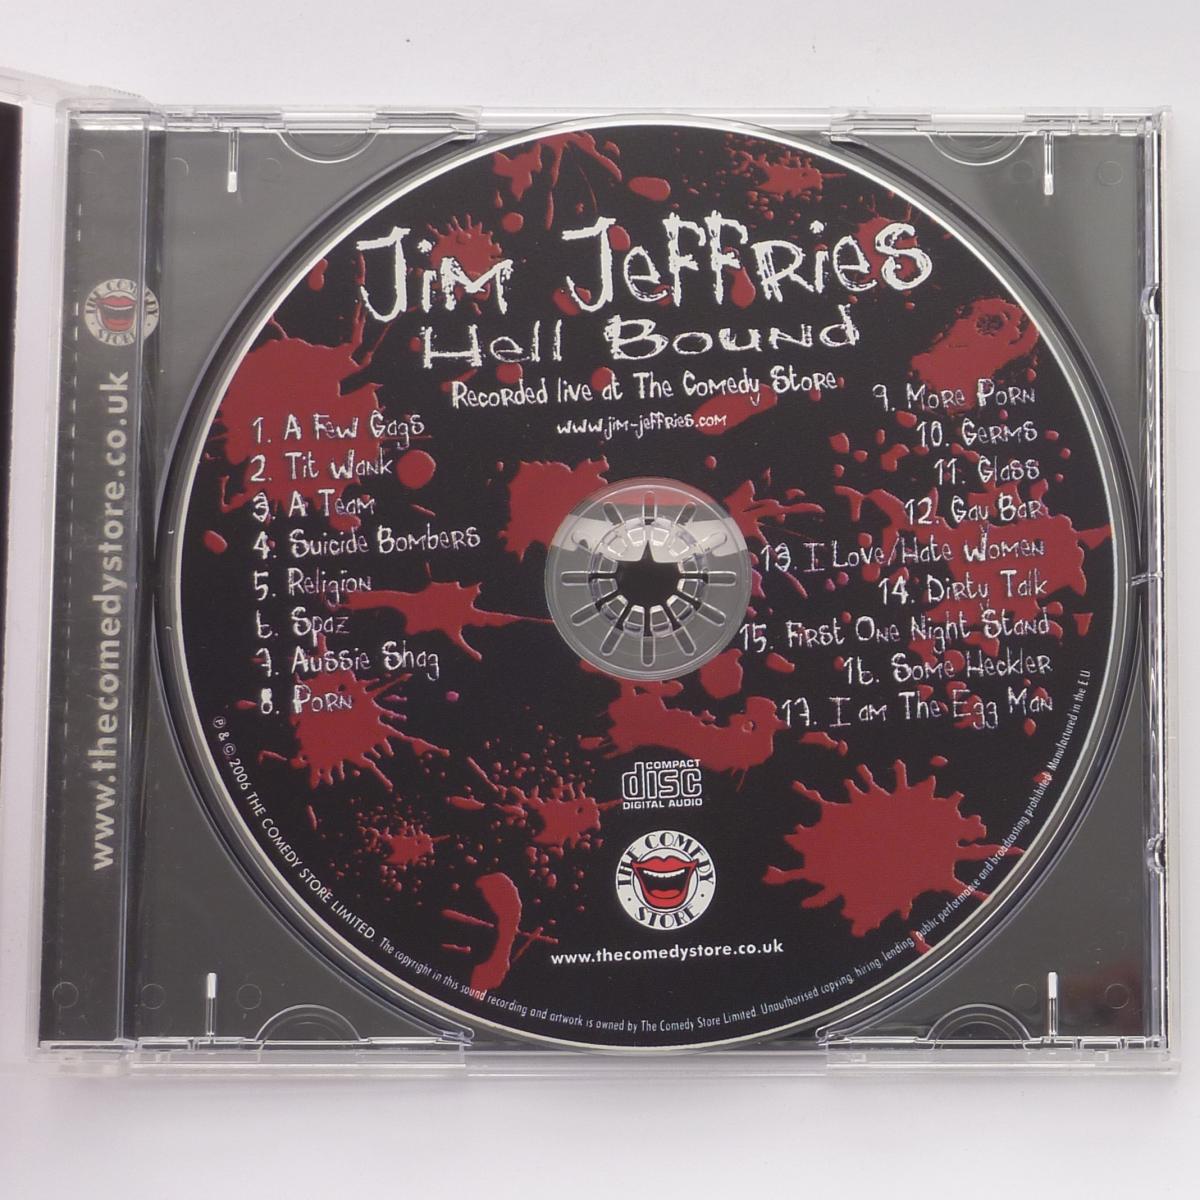 Jim Jeffries
Hell Bound
Recorded live at The Comedy Store
www.jim-jeffries.com
1. A Few Gags
2. Tit Wank
3. A Team
4. Suicide Bombers
5. Religion
6. Spaz
7. Aussie Shag
8. Porn
9. More Porn
10. Germs
11. Glass
12. Gay Bar
13. I Love/Hate Women
14. Dirty Talk
15. First One Night Stand
16. Some Heckler
17. I am The Egg Man
COMPACT
disc
DIGITAL AUDIO
THE COMEDY
STORE
www.thecomedystore.co.uk
℗ & © 2006 THE COMEDY STORE LIMITED. The copyright in this sound recording and artwork is owned by The Comedy Store Limited. Unauthorised copying, hiring, lending, public performance and broadcasting prohibited. Manufactured in the EU
THE COMEDY
STORE
www.thecomedystore.co.uk